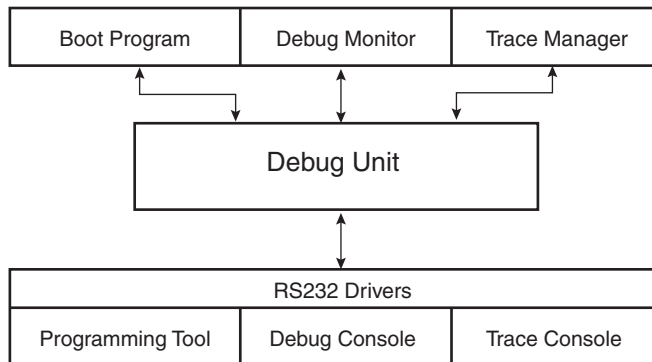 Boot Program Debug Monitor Trace Manager
Debug Unit
RS232 Drivers
Programming Tool Debug Console Trace Console